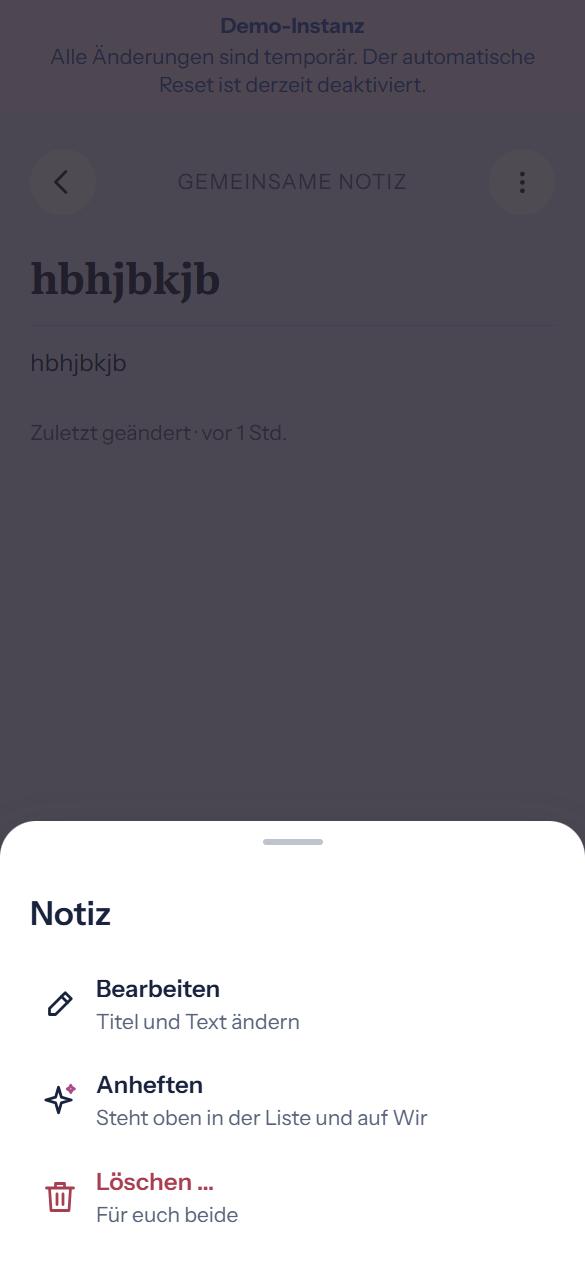 Demo-Instanz
Alle Änderungen sind temporär. Der automatische
Reset ist derzeit deaktiviert.
GEMEINSAME NOTIZ
hbhjbkjb
hbhjbkjb
Zuletzt geändert · vor 1 Std.
Notiz
Bearbeiten
Titel und Text ändern
Anheften
Steht oben in der Liste und auf Wir
Löschen ...
Für euch beide